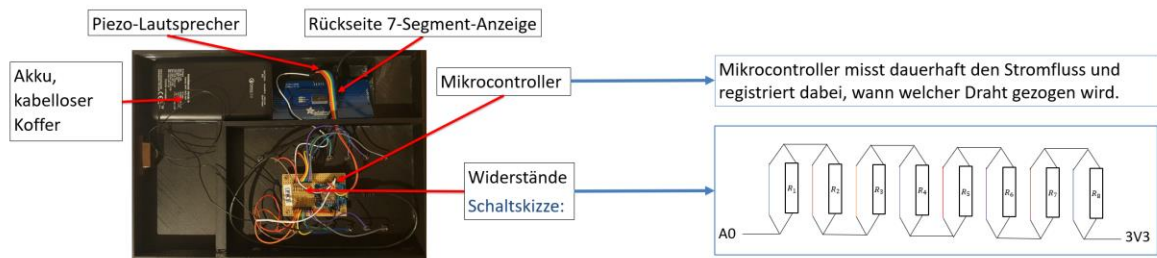 Piezo-Lautsprecher
Rückseite 7-Segment-Anzeige
Akku,
kabelloser
Koffer
Mikrocontroller
Mikrocontroller misst dauerhaft den Stromfluss und
registriert dabei, wann welcher Draht gezogen wird.
Widerstände
Schaltskizze:
R₁ R₂ R₃ R₄ R₅ R₆ R₇ R₈
A0 3V3